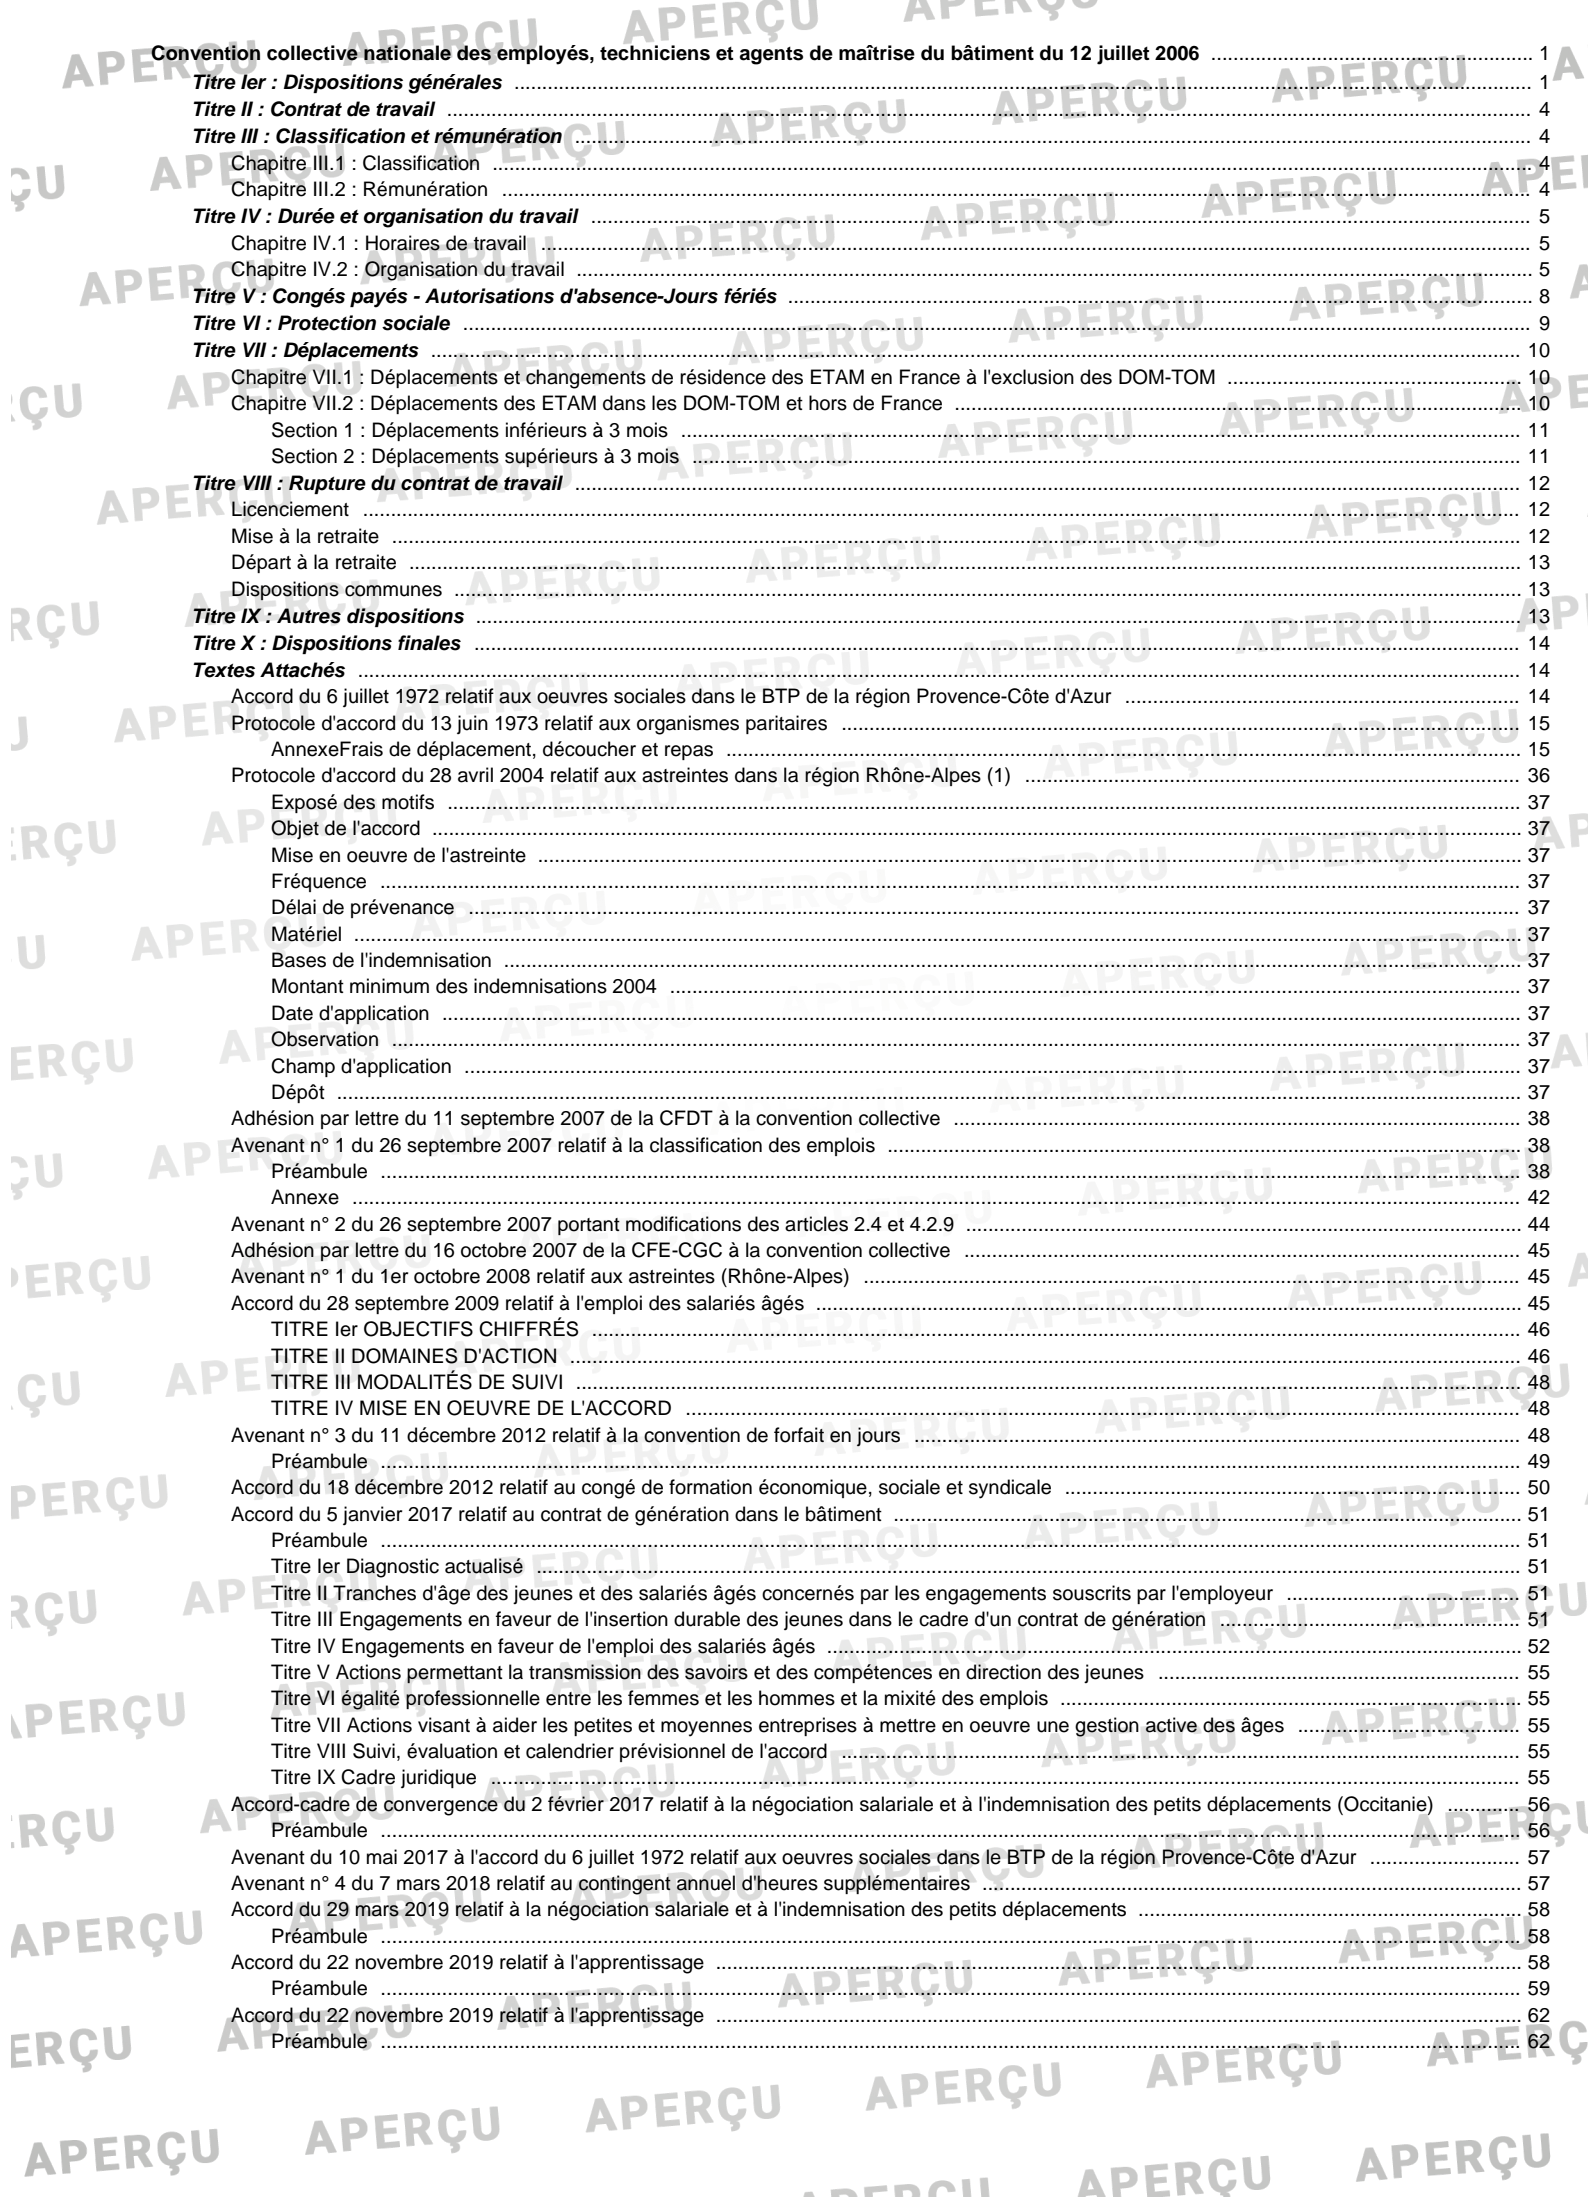 Convention collective nationale des employés, techniciens et agents de maîtrise du bâtiment du 12 juillet 2006 ... 1
Titre Ier : Dispositions générales ... 1
Titre II : Contrat de travail ... 4
Titre III : Classification et rémunération ... 4
Chapitre III.1 : Classification ... 4
Chapitre III.2 : Rémunération ... 4
Titre IV : Durée et organisation du travail ... 5
Chapitre IV.1 : Horaires de travail ... 5
Chapitre IV.2 : Organisation du travail ... 5
Titre V : Congés payés - Autorisations d'absence-Jours fériés ... 8
Titre VI : Protection sociale ... 9
Titre VII : Déplacements ... 10
Chapitre VII.1 : Déplacements et changements de résidence des ETAM en France à l'exclusion des DOM-TOM ... 10
Chapitre VII.2 : Déplacements des ETAM dans les DOM-TOM et hors de France ... 10
Section 1 : Déplacements inférieurs à 3 mois ... 11
Section 2 : Déplacements supérieurs à 3 mois ... 11
Titre VIII : Rupture du contrat de travail ... 12
Licenciement ... 12
Mise à la retraite ... 12
Départ à la retraite ... 13
Dispositions communes ... 13
Titre IX : Autres dispositions ... 13
Titre X : Dispositions finales ... 14
Textes Attachés ... 14
Accord du 6 juillet 1972 relatif aux oeuvres sociales dans le BTP de la région Provence-Côte d'Azur ... 14
Protocole d'accord du 13 juin 1973 relatif aux organismes paritaires ... 15
AnnexeFrais de déplacement, découcher et repas ... 15
Protocole d'accord du 28 avril 2004 relatif aux astreintes dans la région Rhône-Alpes (1) ... 36
Exposé des motifs ... 37
Objet de l'accord ... 37
Mise en oeuvre de l'astreinte ... 37
Fréquence ... 37
Délai de prévenance ... 37
Matériel ... 37
Bases de l'indemnisation ... 37
Montant minimum des indemnisations 2004 ... 37
Date d'application ... 37
Observation ... 37
Champ d'application ... 37
Dépôt ... 37
Adhésion par lettre du 11 septembre 2007 de la CFDT à la convention collective ... 38
Avenant n° 1 du 26 septembre 2007 relatif à la classification des emplois ... 38
Préambule ... 38
Annexe ... 42
Avenant n° 2 du 26 septembre 2007 portant modifications des articles 2.4 et 4.2.9 ... 44
Adhésion par lettre du 16 octobre 2007 de la CFE-CGC à la convention collective ... 45
Avenant n° 1 du 1er octobre 2008 relatif aux astreintes (Rhône-Alpes) ... 45
Accord du 28 septembre 2009 relatif à l'emploi des salariés âgés ... 45
TITRE Ier OBJECTIFS CHIFFRÉS ... 46
TITRE II DOMAINES D'ACTION ... 46
TITRE III MODALITÉS DE SUIVI ... 48
TITRE IV MISE EN OEUVRE DE L'ACCORD ... 48
Avenant n° 3 du 11 décembre 2012 relatif à la convention de forfait en jours ... 48
Préambule ... 49
Accord du 18 décembre 2012 relatif au congé de formation économique, sociale et syndicale ... 50
Accord du 5 janvier 2017 relatif au contrat de génération dans le bâtiment ... 51
Préambule ... 51
Titre Ier Diagnostic actualisé ... 51
Titre II Tranches d'âge des jeunes et des salariés âgés concernés par les engagements souscrits par l'employeur ... 51
Titre III Engagements en faveur de l'insertion durable des jeunes dans le cadre d'un contrat de génération ... 51
Titre IV Engagements en faveur de l'emploi des salariés âgés ... 52
Titre V Actions permettant la transmission des savoirs et des compétences en direction des jeunes ... 55
Titre VI égalité professionnelle entre les femmes et les hommes et la mixité des emplois ... 55
Titre VII Actions visant à aider les petites et moyennes entreprises à mettre en oeuvre une gestion active des âges ... 55
Titre VIII Suivi, évaluation et calendrier prévisionnel de l'accord ... 55
Titre IX Cadre juridique ... 55
Accord-cadre de convergence du 2 février 2017 relatif à la négociation salariale et à l'indemnisation des petits déplacements (Occitanie) ... 56
Préambule ... 56
Avenant du 10 mai 2017 à l'accord du 6 juillet 1972 relatif aux oeuvres sociales dans le BTP de la région Provence-Côte d'Azur ... 57
Avenant n° 4 du 7 mars 2018 relatif au contingent annuel d'heures supplémentaires ... 57
Accord du 29 mars 2019 relatif à la négociation salariale et à l'indemnisation des petits déplacements ... 58
Préambule ... 58
Accord du 22 novembre 2019 relatif à l'apprentissage ... 58
Préambule ... 59
Accord du 22 novembre 2019 relatif à l'apprentissage ... 62
Préambule ... 62
APERÇU